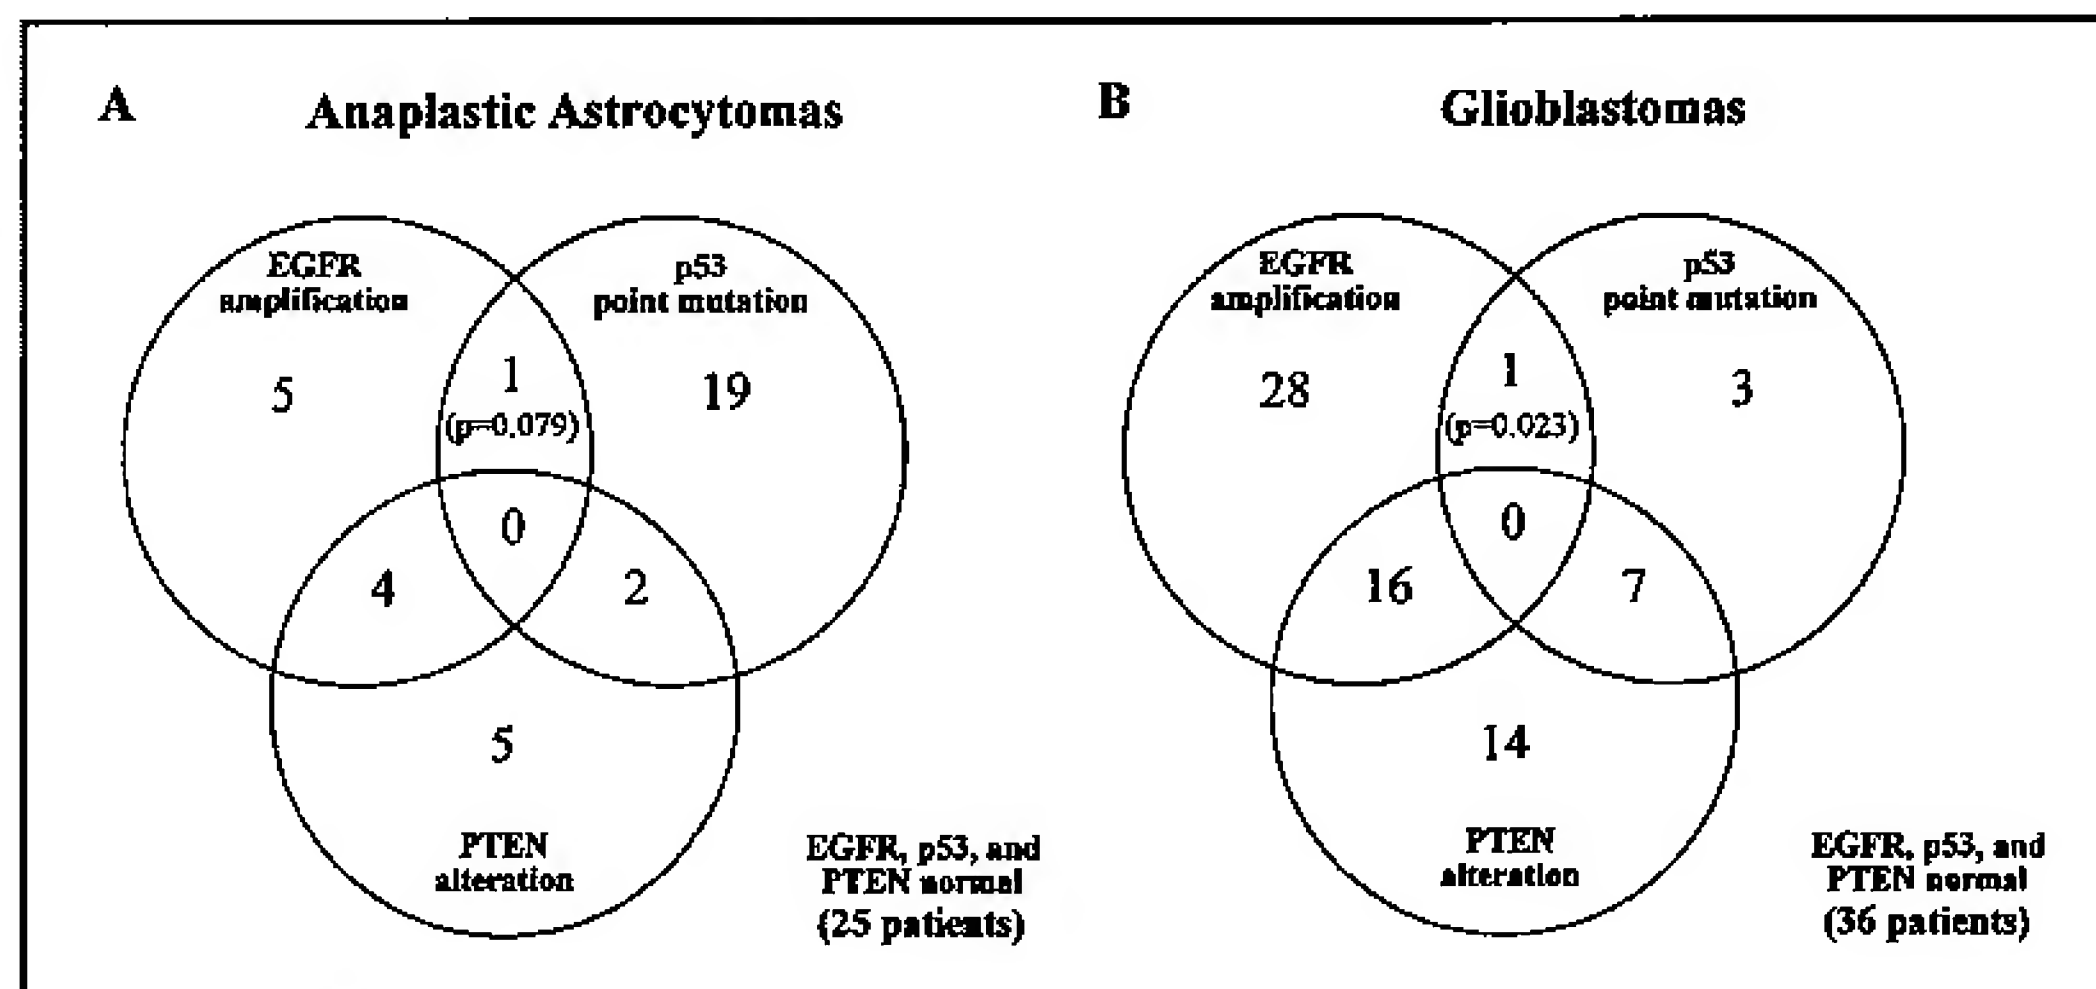 A
Anaplastic Astrocytomas
EGFR
amplification
p53
point mutation
5
1
(p=0.079)
19
0
4
2
5
PTEN
alteration
EGFR, p53, and
PTEN normal
(25 patients)
B
Glioblastomas
EGFR
amplification
p53
point mutation
28
1
(p=0.023)
3
0
16
7
14
PTEN
alteration
EGFR, p53, and
PTEN normal
(36 patients)